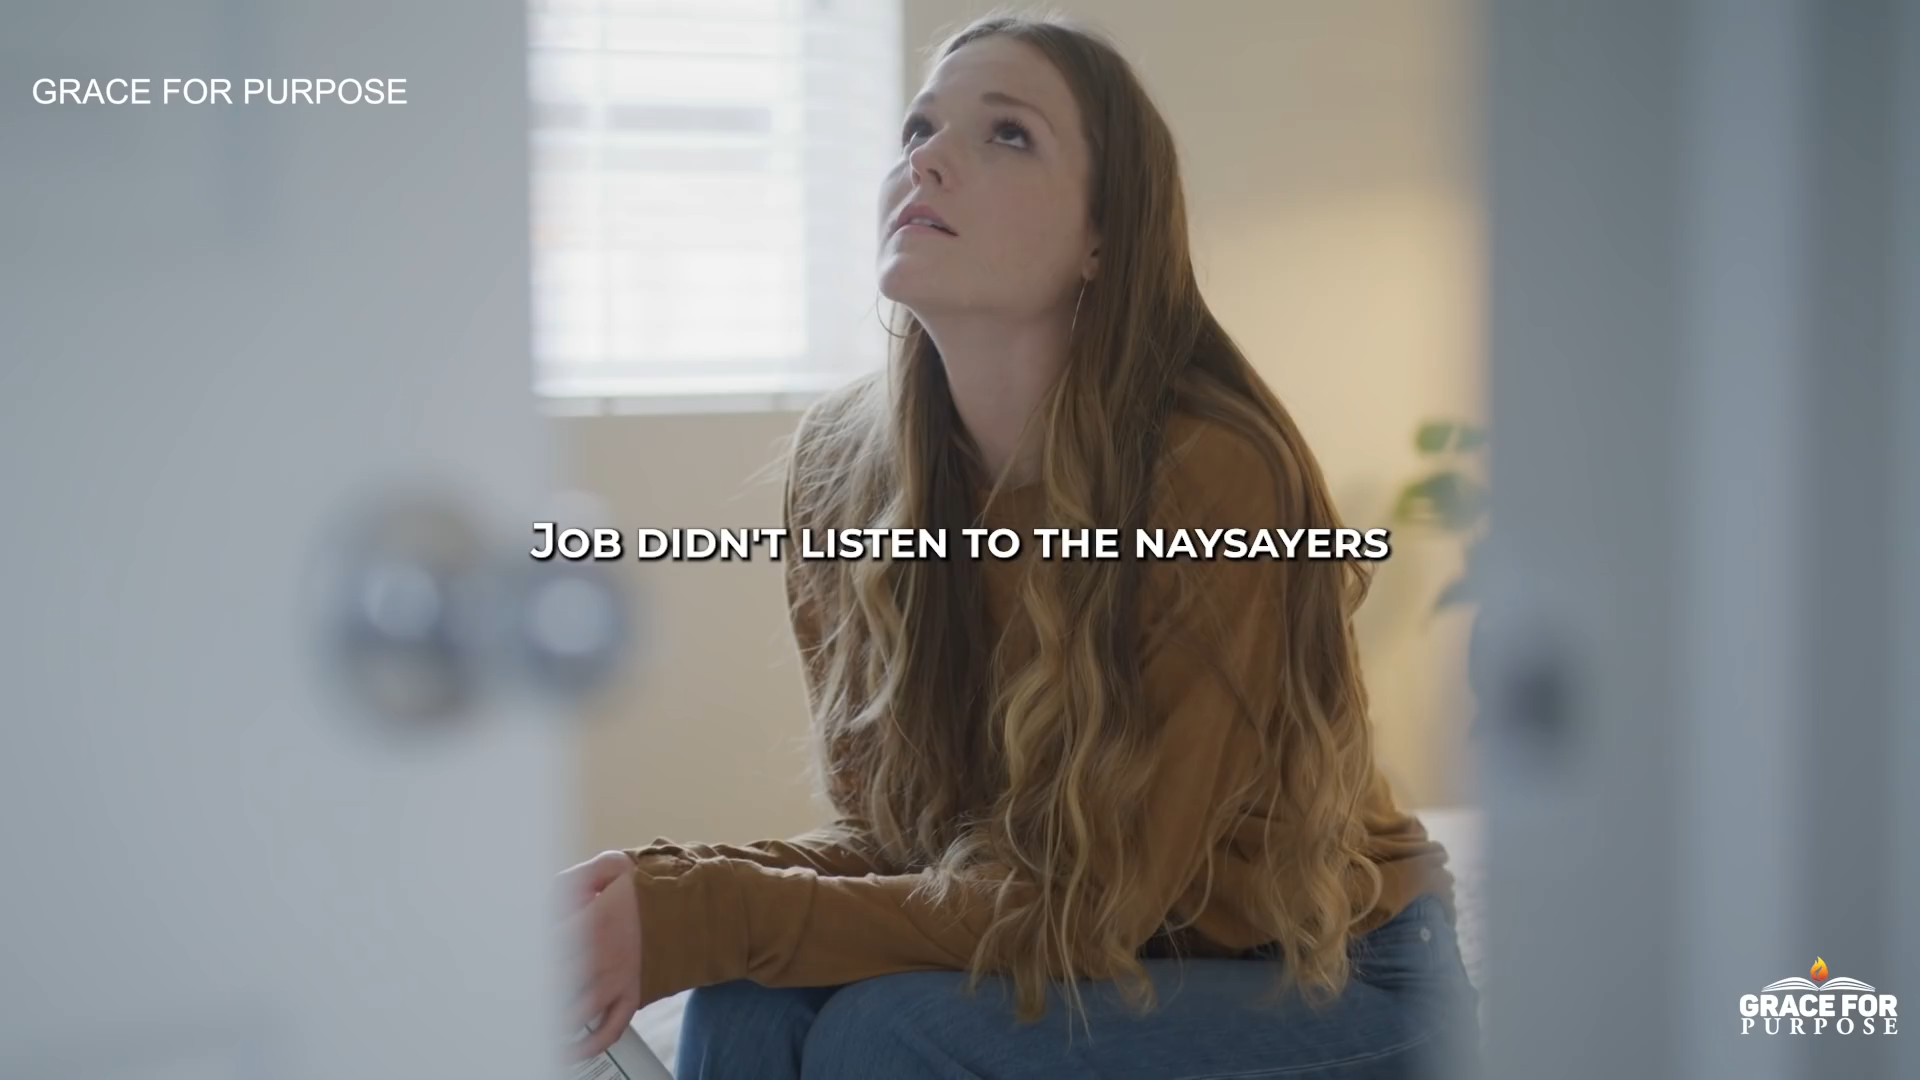 GRACE FOR PURPOSE
JOB DIDN'T LISTEN TO THE NAYSAYERS
GRACE FOR
PURPOSE